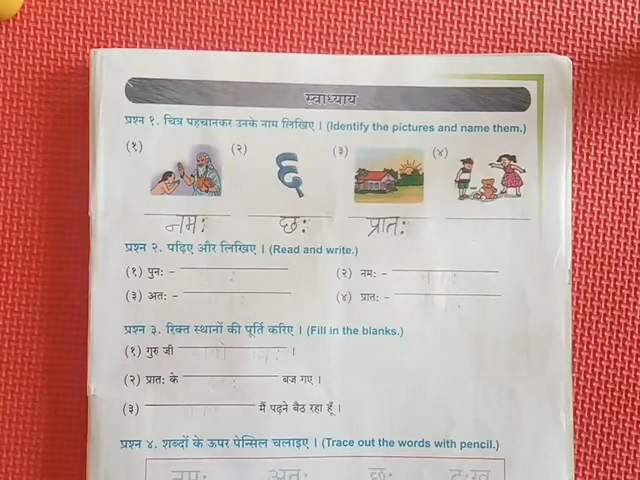 स्वाध्याय
प्रश्न १. चित्र पहचानकर उनके नाम लिखिए । (Identify the pictures and name them.)
(१) (२) ६ (३) (४)
नमः छः प्रातः
प्रश्न २. पढ़िए और लिखिए । (Read and write.)
(१) पुनः - (२) नमः -
(३) अतः - (४) प्रातः -
प्रश्न ३. रिक्त स्थानों की पूर्ति करिए । (Fill in the blanks.)
(१) गुरु जी ।
(२) प्रातः के बज गए ।
(३) मैं पढ़ने बैठ रहा हूँ ।
प्रश्न ४. शब्दों के ऊपर पेन्सिल चलाइए । (Trace out the words with pencil.)
नमः अतः छः दुःख